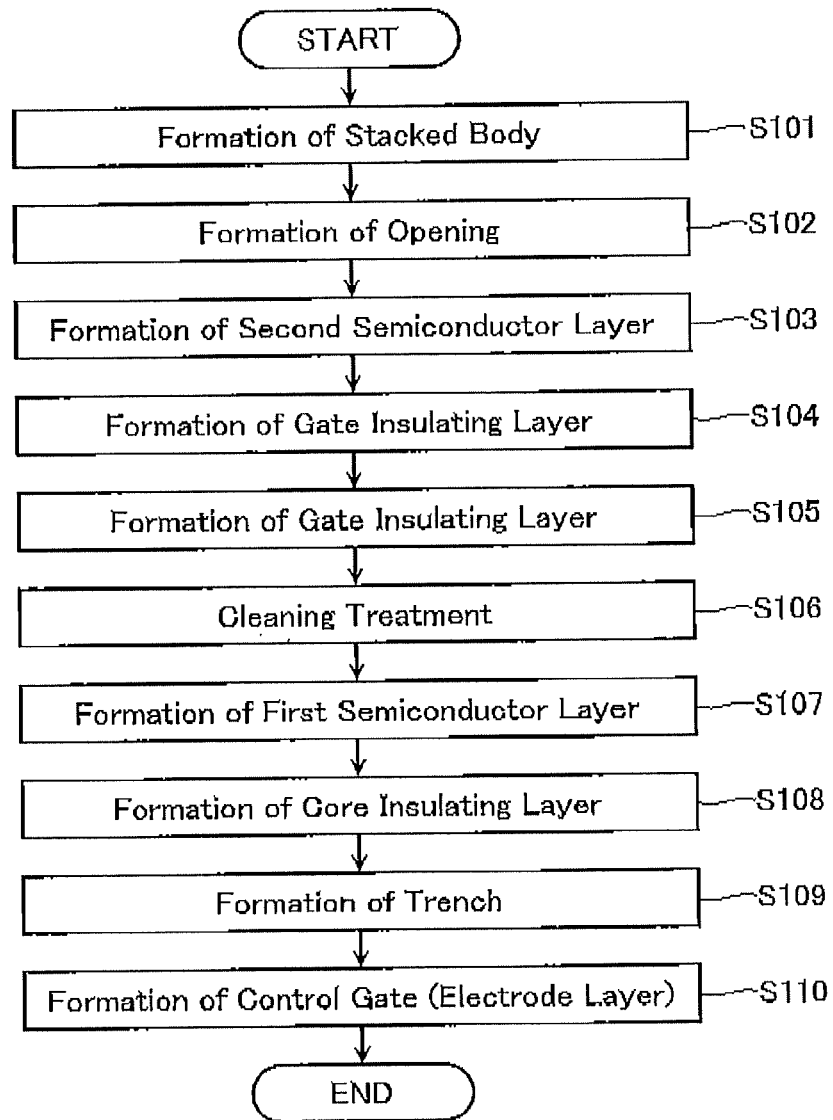 START
Formation of Stacked Body S101
Formation of Opening S102
Formation of Second Semiconductor Layer S103
Formation of Gate Insulating Layer S104
Formation of Gate Insulating Layer S105
Cleaning Treatment S106
Formation of First Semiconductor Layer S107
Formation of Core Insulating Layer S108
Formation of Trench S109
Formation of Control Gate (Electrode Layer) S110
END